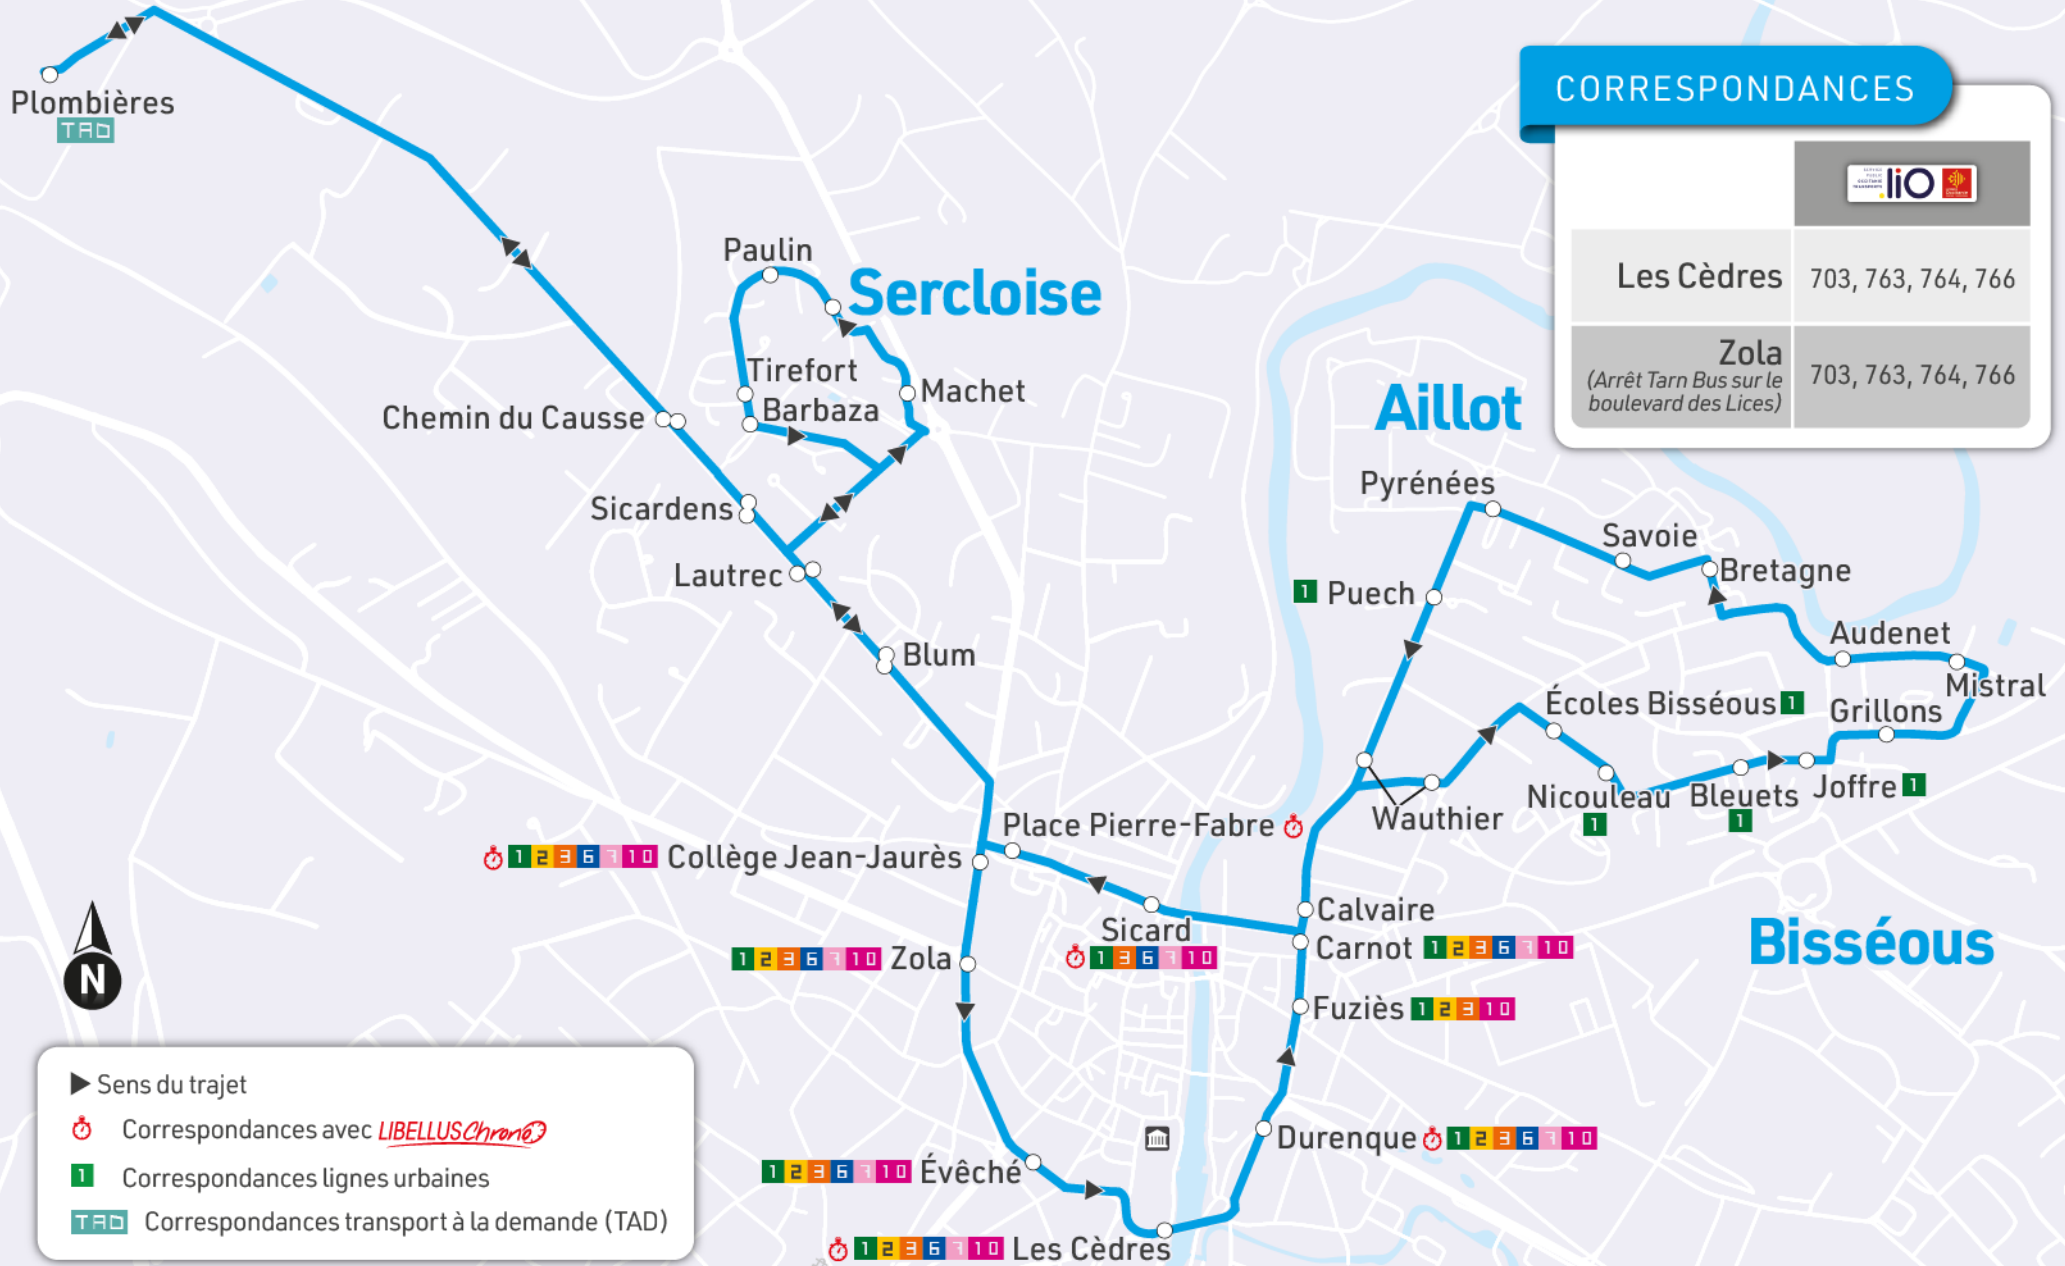 CORRESPONDANCES
liO
Les Cèdres 703, 763, 764, 766
Zola
(Arrêt Tarn Bus sur le
boulevard des Lices)
703, 763, 764, 766
Plombières
TAD
Paulin
Sercloise
Tirefort
Machet
Barbaza
Chemin du Causse
Sicardens
Lautrec
Blum
Aillot
Pyrénées
Savoie
Bretagne
1 Puech
Audenet
Mistral
Écoles Bisséous 1
Grillons
Nicouleau
1
Bleuets
1
Joffre 1
Wauthier
Place Pierre-Fabre
1 2 3 6 7 10 Collège Jean-Jaurès
Calvaire
Sicard
1 3 6 7 10
Carnot 1 2 3 6 7 10
Bisséous
1 2 3 6 7 10 Zola
Fuziès 1 2 3 10
Durenque 1 2 3 6 7 10
1 2 3 6 7 10 Évêché
1 2 3 6 7 10 Les Cèdres
N
Sens du trajet
Correspondances avec LIBELLUS Chrono
1 Correspondances lignes urbaines
TAD Correspondances transport à la demande (TAD)